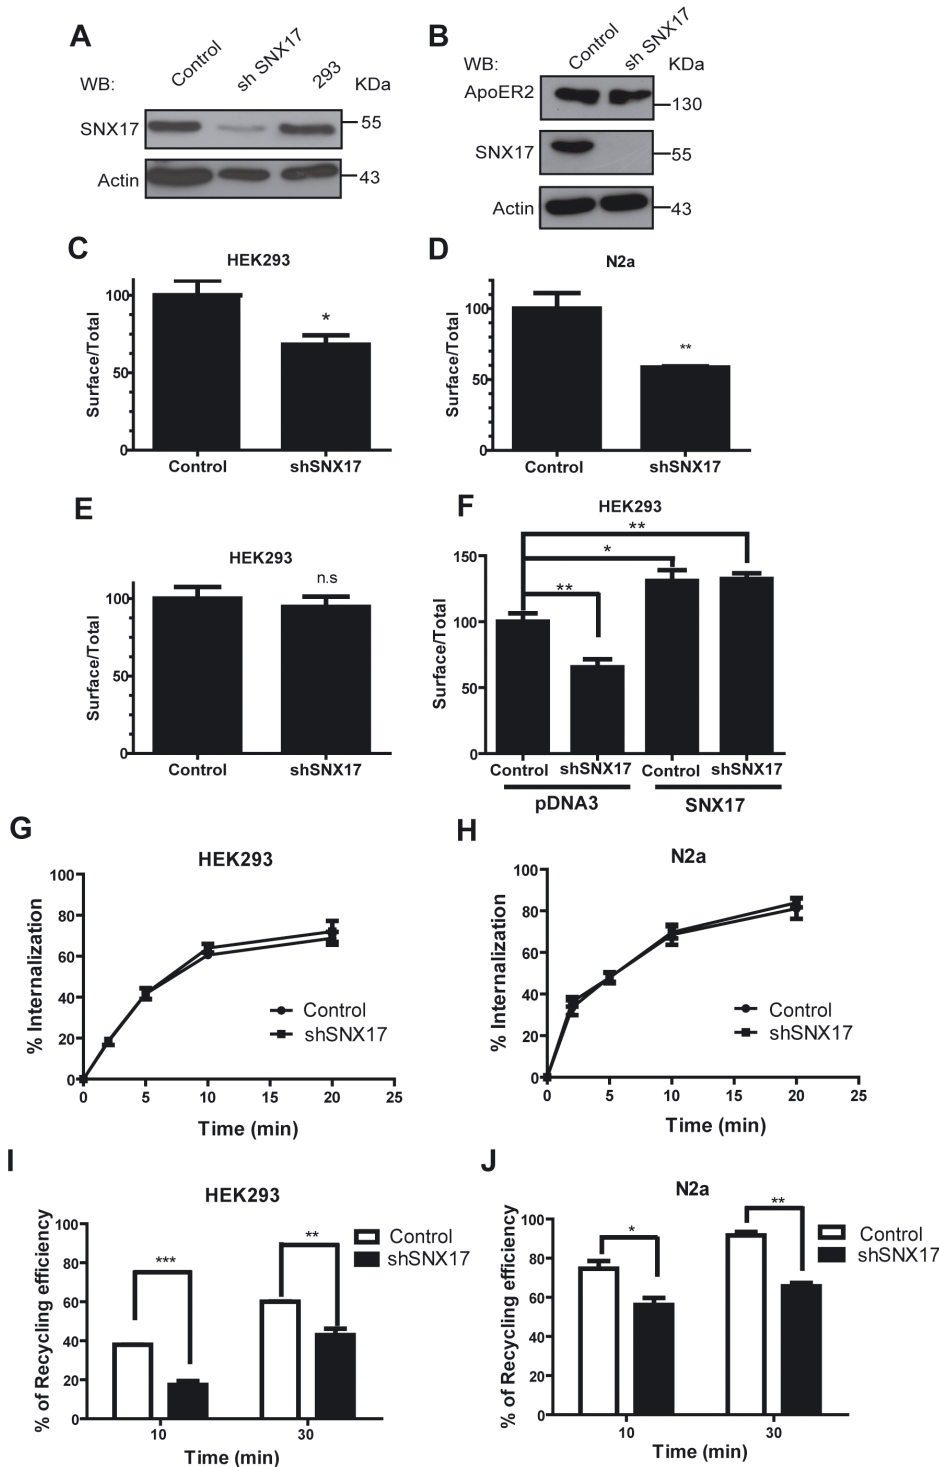 A
Control
sh SNX17
293
WB:
KDa
SNX17
55
Actin
43
B
Control
sh SNX17
WB:
KDa
ApoER2
130
SNX17
55
Actin
43
C
HEK293
Surface/Total
100
50
0
*
Control
shSNX17
D
N2a
Surface/Total
100
50
0
**
Control
shSNX17
E
HEK293
Surface/Total
100
50
0
n.s
Control
shSNX17
F
HEK293
Surface/Total
150
100
50
0
**
*
**
Control
shSNX17
Control
shSNX17
pDNA3
SNX17
G
HEK293
% Internalization
100
80
60
40
20
0
0 5 10 15 20 25
Time (min)
Control
shSNX17
H
N2a
% Internalization
100
80
60
40
20
0
0 5 10 15 20 25
Time (min)
Control
shSNX17
I
HEK293
% of Recycling efficiency
100
80
60
40
20
0
***
**
Control
shSNX17
10 30
Time (min)
J
N2a
% of Recycling efficiency
100
80
60
40
20
0
*
**
Control
shSNX17
10 30
Time (min)